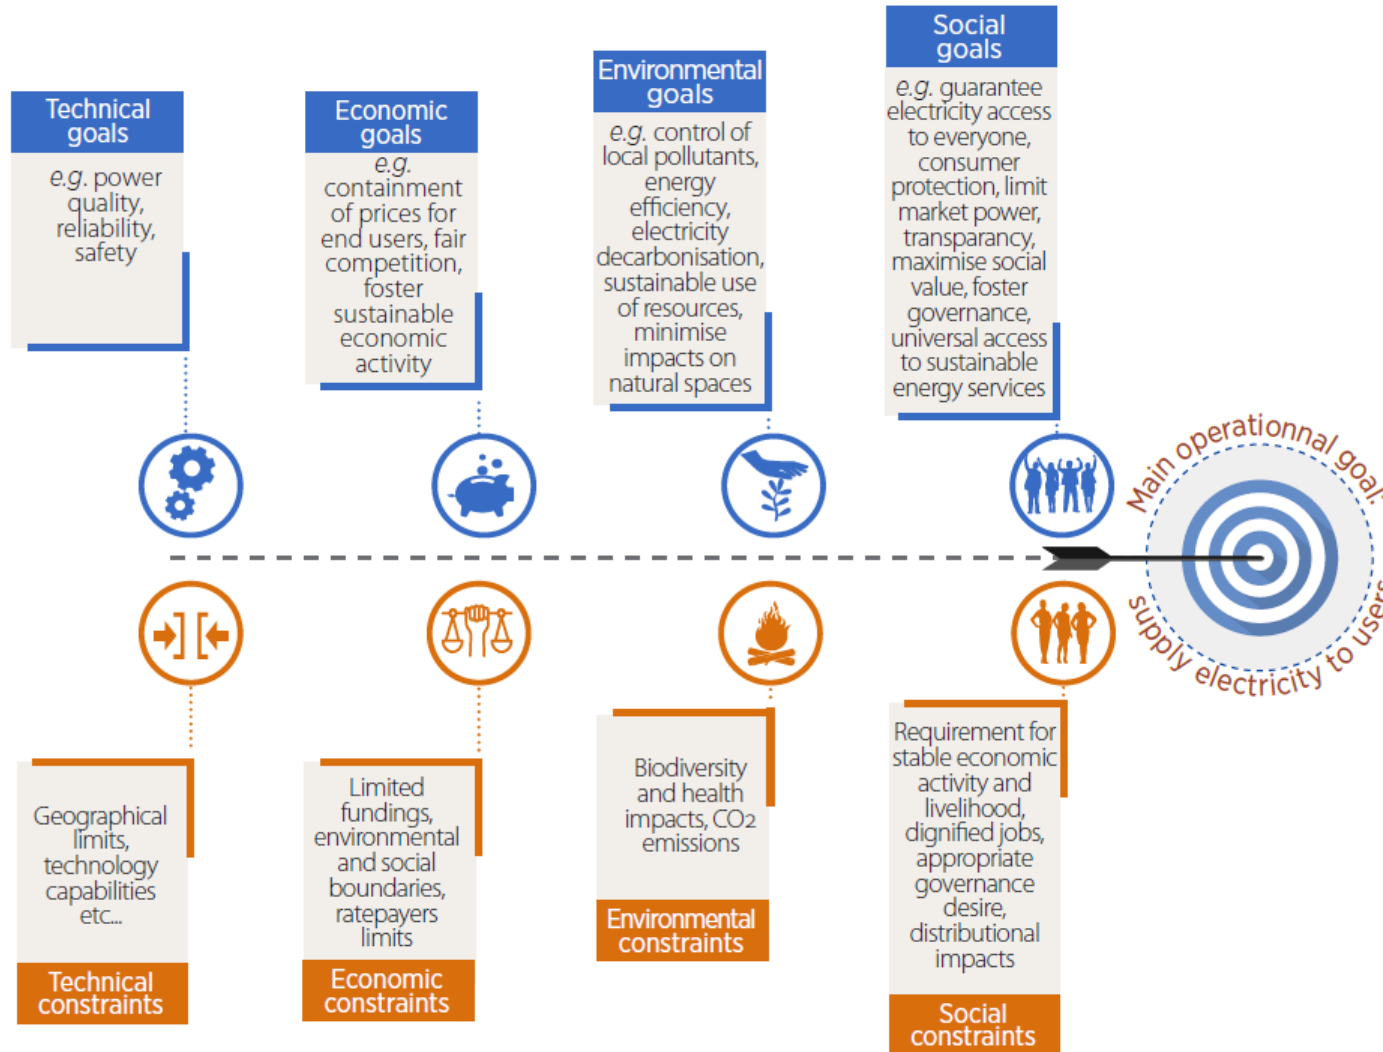 Technical
goals
e.g. power
quality,
reliability,
safety
Economic
goals
e.g.
containment
of prices for
end users, fair
competition,
foster
sustainable
economic
activity
Environmental
goals
e.g. control of
local pollutants,
energy
efficiency,
electricity
decarbonisation,
sustainable use
of resources,
minimise
impacts on
natural spaces
Social
goals
e.g. guarantee
electricity access
to everyone,
consumer
protection, limit
market power,
transparancy,
maximise social
value, foster
governance,
universal access
to sustainable
energy services
Main operationnal goal:
supply electricity to users
Geographical
limits,
technology
capabilities
etc...
Technical
constraints
Limited
fundings,
environmental
and social
boundaries,
ratepayers
limits
Economic
constraints
Biodiversity
and health
impacts, CO2
emissions
Environmental
constraints
Requirement for
stable economic
activity and
livelihood,
dignified jobs,
appropriate
governance
desire,
distributional
impacts
Social
constraints